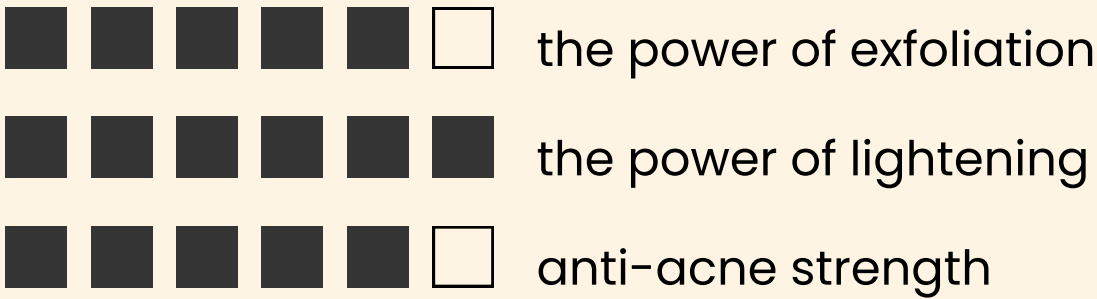 the power of exfoliation
the power of lightening
anti-acne strength